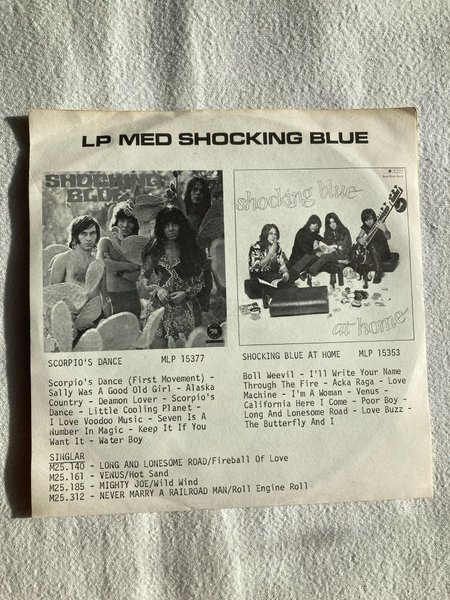 LP MED SHOCKING BLUE
SHOCKING
BLUE
shocking blue
at home
SCORPIO'S DANCE MLP 15377
Scorpio's Dance (First Movement) -
Sally Was A Good Old Girl - Alaska
Country - Deamon Lover - Scorpio's
Dance - Little Cooling Planet -
I Love Voodoo Music - Seven Is A
Number In Magic - Keep It If You
Want It - Water Boy
SHOCKING BLUE AT HOME MLP 15353
Boll Weevil - I'll Write Your Name
Through The Fire - Acka Raga - Love
Machine - I'm A Woman - Venus -
California Here I Come - Poor Boy -
Long And Lonesome Road - Love Buzz -
The Butterfly And I
SINGLAR
M25.140 - LONG AND LONESOME ROAD/Fireball Of Love
M25.161 - VENUS/Hot Sand
M25.185 - MIGHTY JOE/Wild Wind
M25.312 - NEVER MARRY A RAILROAD MAN/Roll Engine Roll